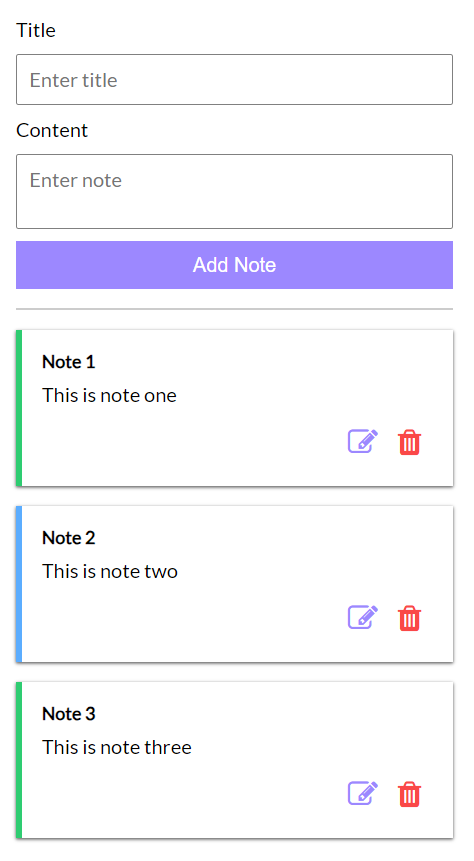 Title
Enter title
Content
Enter note
Add Note
Note 1
This is note one
Note 2
This is note two
Note 3
This is note three